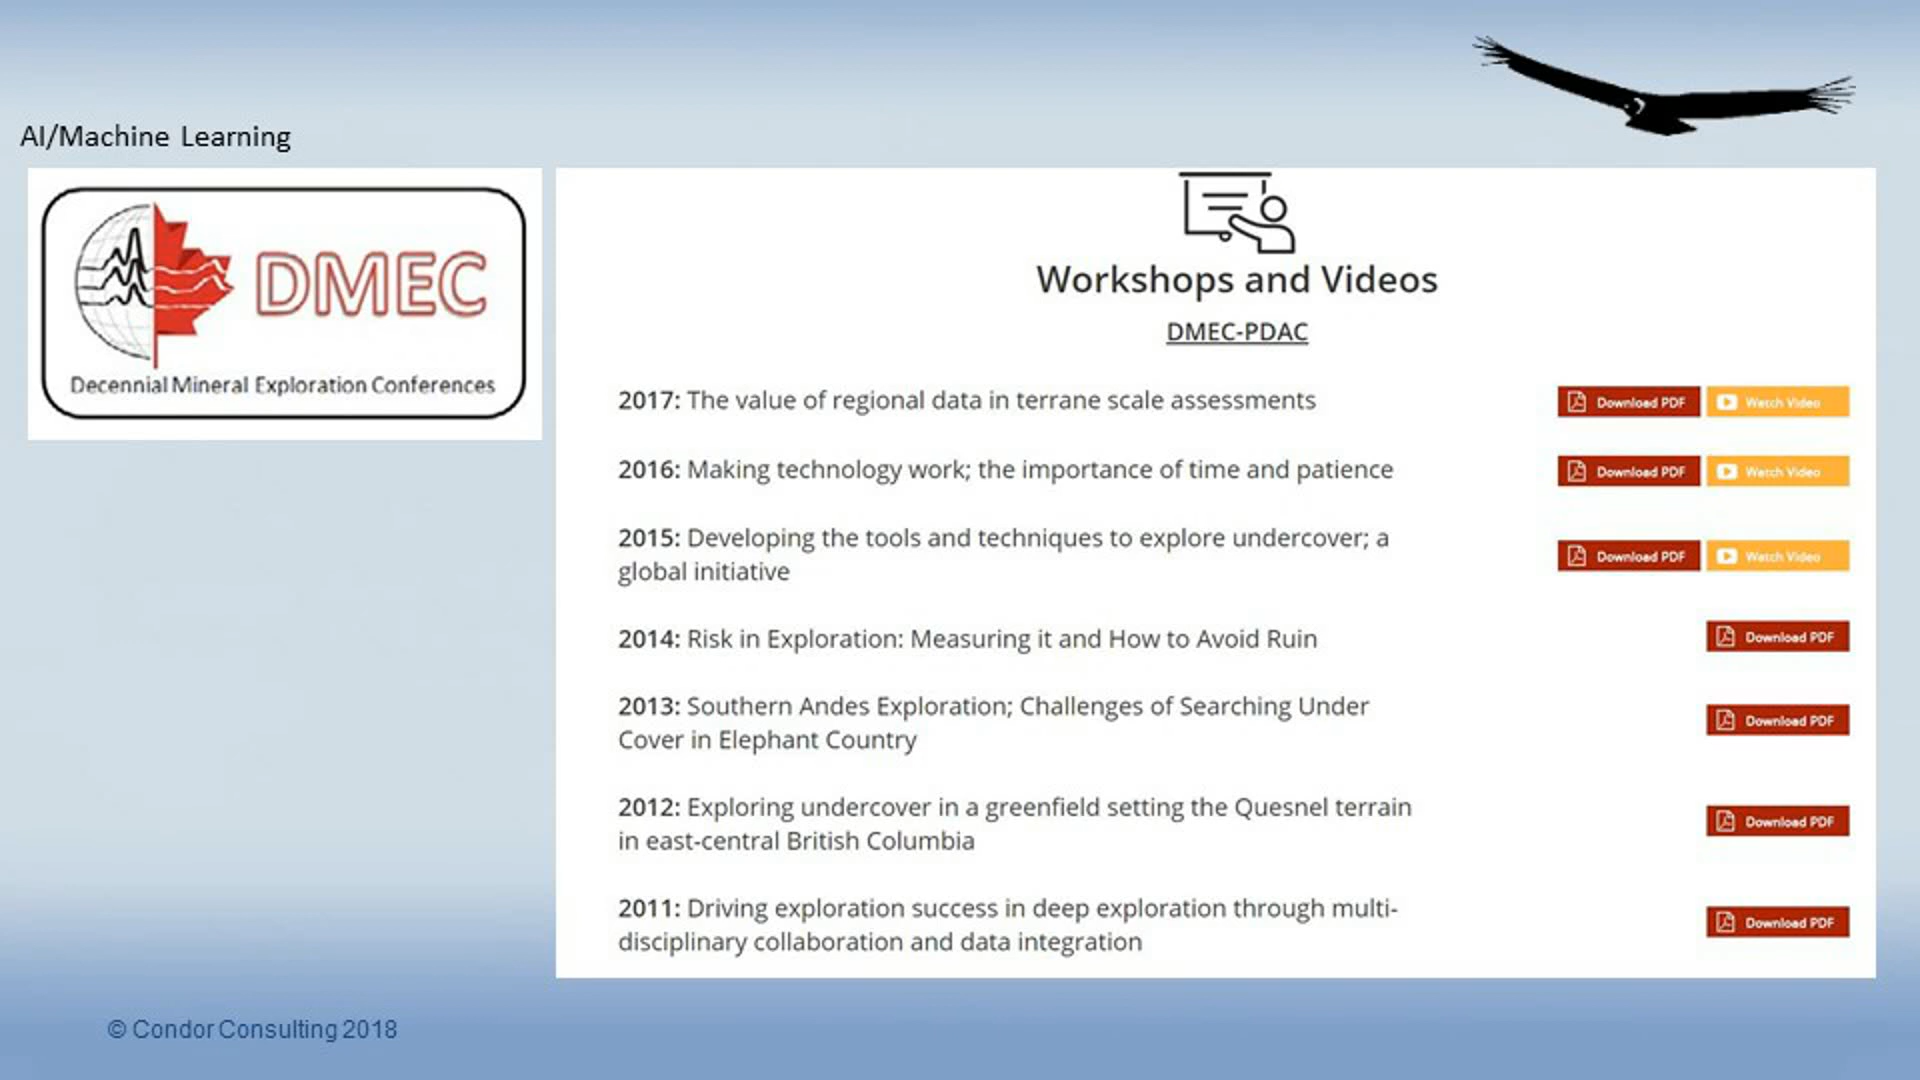 AI/Machine Learning
DMEC
Decennial Mineral Exploration Conferences
Workshops and Videos
DMEC-PDAC
2017: The value of regional data in terrane scale assessments
Download PDF
Watch Video
2016: Making technology work; the importance of time and patience
Download PDF
Watch Video
2015: Developing the tools and techniques to explore undercover; a
global initiative
Download PDF
Watch Video
2014: Risk in Exploration: Measuring it and How to Avoid Ruin
Download PDF
2013: Southern Andes Exploration; Challenges of Searching Under
Cover in Elephant Country
Download PDF
2012: Exploring undercover in a greenfield setting the Quesnel terrain
in east-central British Columbia
Download PDF
2011: Driving exploration success in deep exploration through multi-
disciplinary collaboration and data integration
Download PDF
© Condor Consulting 2018